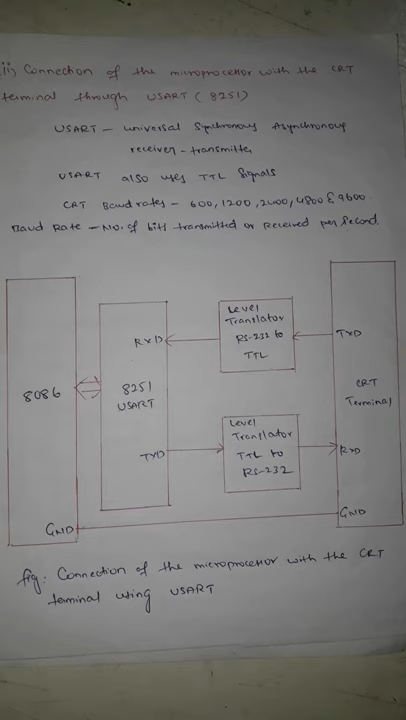 ii) Connection of the microprocessor with the CRT
terminal through USART (8251)
USART - universal Synchronous Asynchronous
receiver - transmitter
USART also uses TTL Signals
CRT Baud rates - 600, 1200, 2400, 4800 & 9600.
Baud Rate - No. of bits transmitted or Received per second.
8086
8251
USART
RXD
TXD
Level
Translator
RS-232 to
TTL
Level
Translator
TTL to
RS-232
TXD
CRT
Terminal
RXD
GND
GND
fig: Connection of the microprocessor with the CRT
terminal using USART